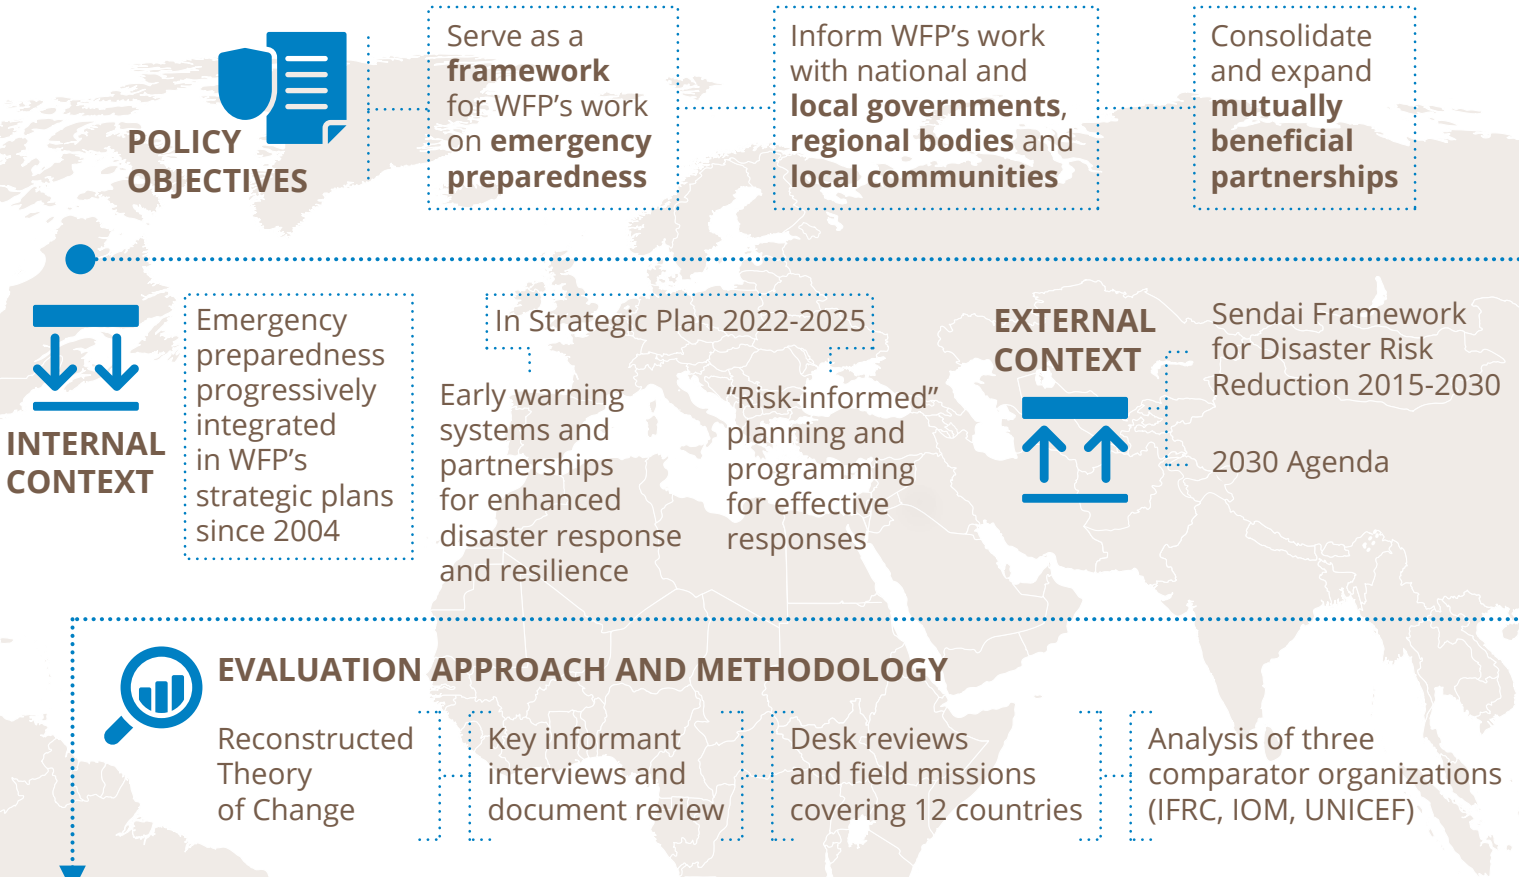 POLICY
OBJECTIVES
Serve as a
framework
for WFP's work
on emergency
preparedness
Inform WFP's work
with national and
local governments,
regional bodies and
local communities
Consolidate
and expand
mutually
beneficial
partnerships
INTERNAL
CONTEXT
Emergency
preparedness
progressively
integrated
in WFP's
strategic plans
since 2004
In Strategic Plan 2022-2025
Early warning
systems and
partnerships
for enhanced
disaster response
and resilience
“Risk-informed”
planning and
programming
for effective
responses
EXTERNAL
CONTEXT
Sendai Framework
for Disaster Risk
Reduction 2015-2030
2030 Agenda
EVALUATION APPROACH AND METHODOLOGY
Reconstructed
Theory
of Change
Key informant
interviews and
document review
Desk reviews
and field missions
covering 12 countries
Analysis of three
comparator organizations
(IFRC, IOM, UNICEF)